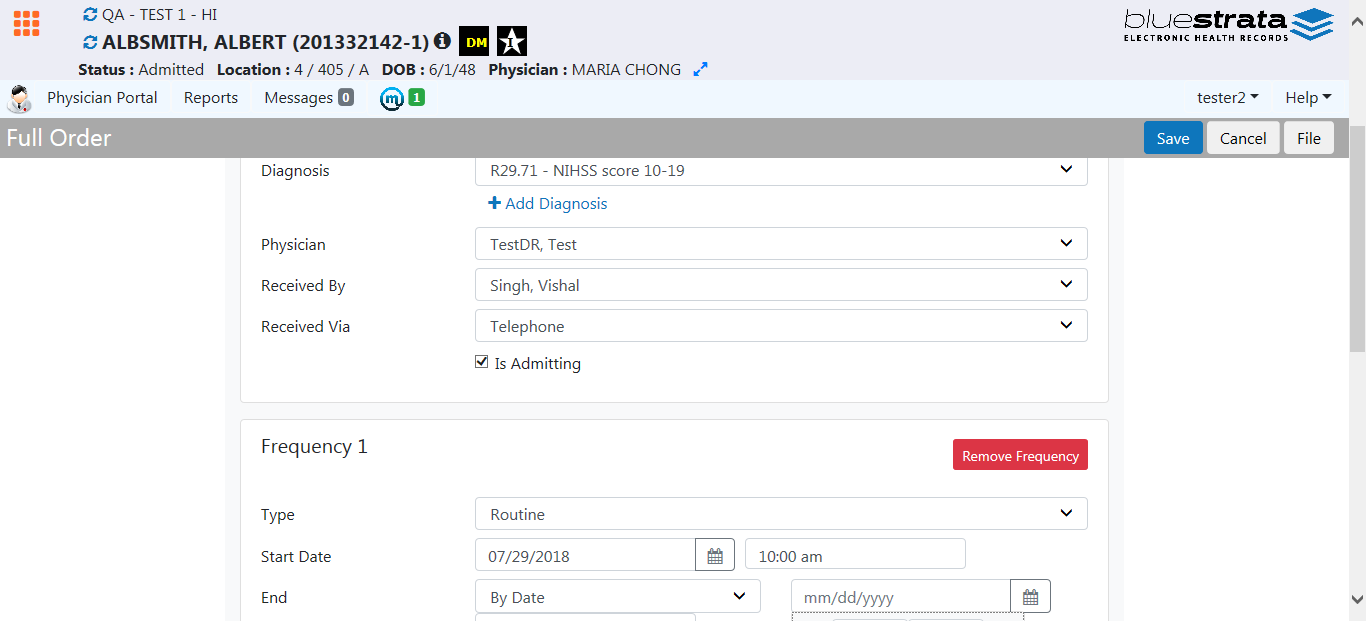 QA - TEST 1 - HI
ALBSMITH, ALBERT (201332142-1) DM 1
Status : Admitted Location : 4 / 405 / A DOB : 6/1/48 Physician : MARIA CHONG
bluestrata
ELECTRONIC HEALTH RECORDS
Physician Portal Reports Messages 0 m 1 tester2 Help
Full Order Save Cancel File
Diagnosis R29.71 - NIHSS score 10-19
Add Diagnosis
Physician TestDR, Test
Received By Singh, Vishal
Received Via Telephone
Is Admitting
Frequency 1
Remove Frequency
Type Routine
Start Date 07/29/2018 10:00 am
End By Date mm/dd/yyyy